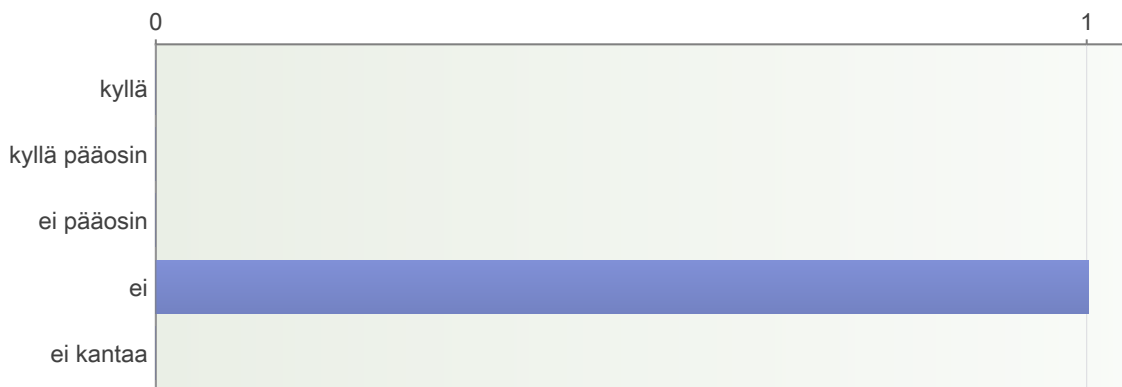 0 1
kyllä
kyllä pääosin
ei pääosin
ei
ei kantaa